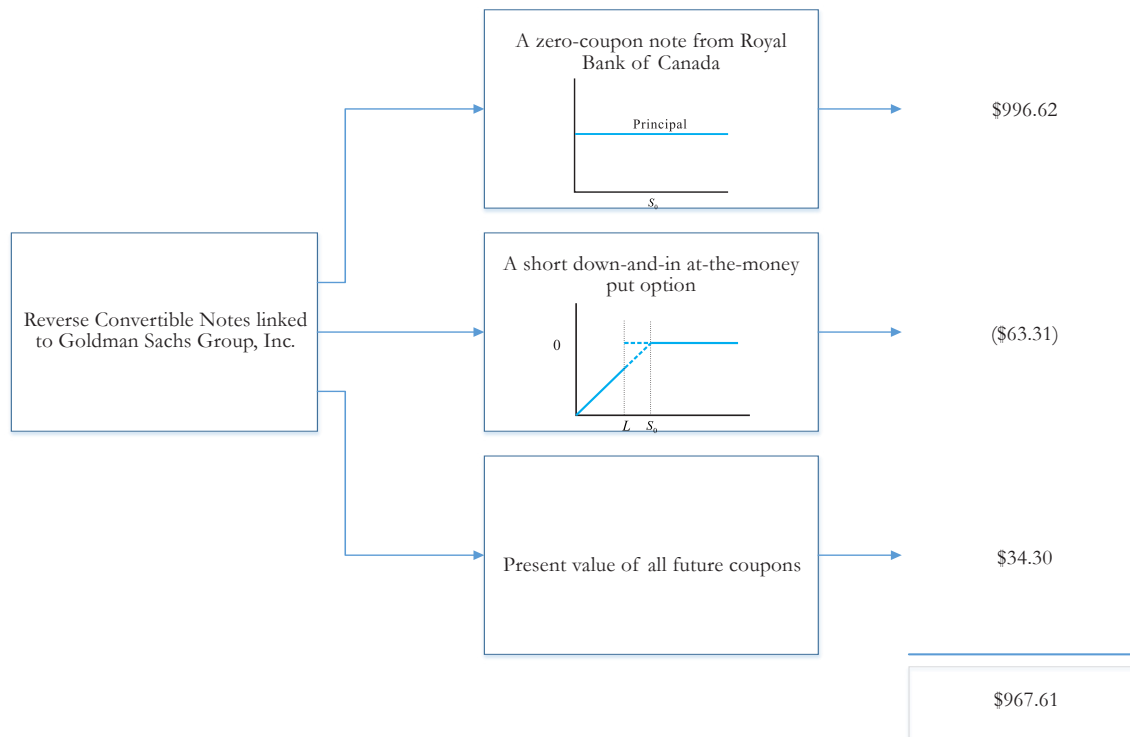 A zero-coupon note from Royal
Bank of Canada
Principal
S₀
$996.62
Reverse Convertible Notes linked
to Goldman Sachs Group, Inc.
A short down-and-in at-the-money
put option
0
L S₀
($63.31)
Present value of all future coupons
$34.30
$967.61